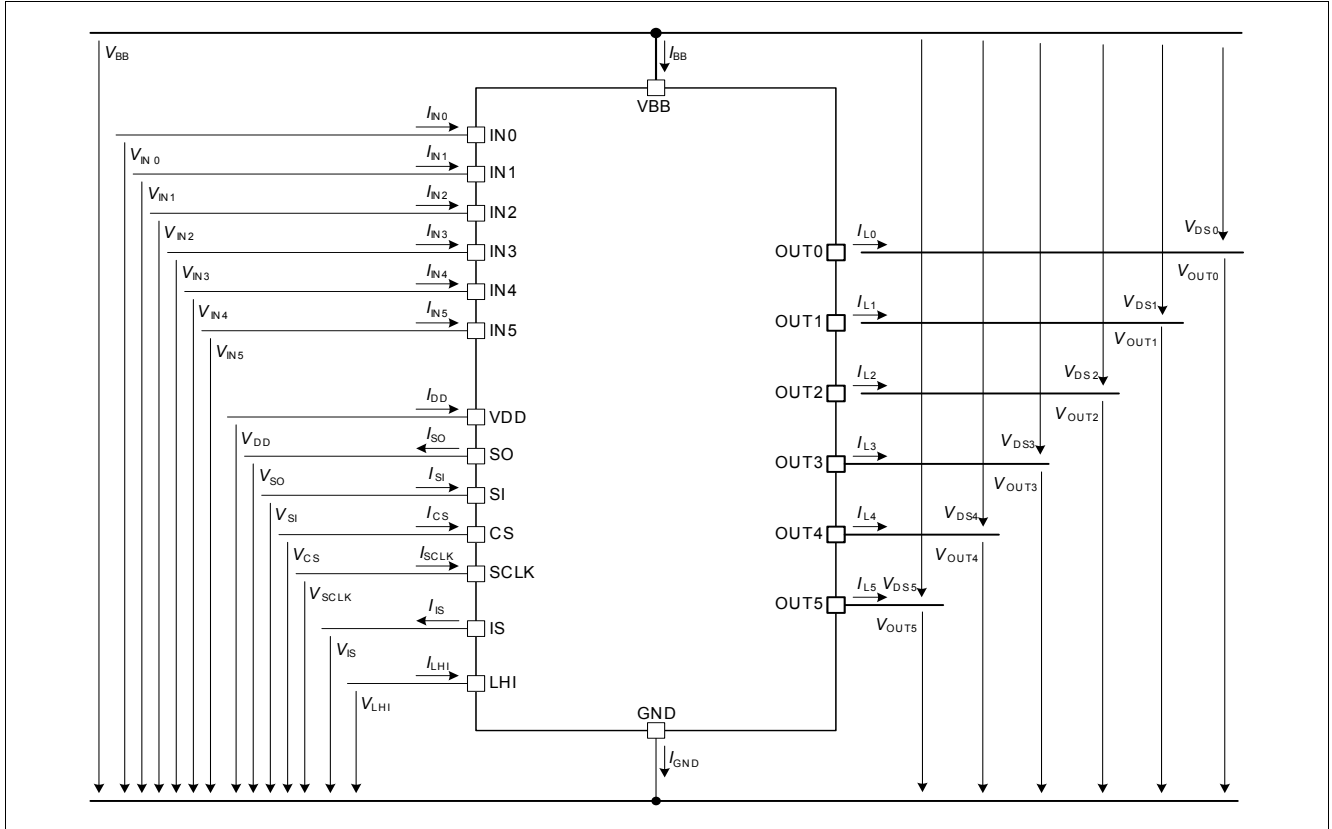 VBB
IBB
VBB
IIN0
IN0
VIN 0
IIN1
IN1
VIN1
IIN2
IN2
VIN2
IIN3
IN3
VIN3
IIN4
IN4
VIN4
IIN5
IN5
VIN5
IDD
VDD
VDD
ISO
SO
VSO
ISI
SI
VSI
ICS
CS
VCS
ISCLK
SCLK
VSCLK
IIS
IS
VIS
ILHI
LHI
VLHI
GND
IGND
OUT0
IL0
VDS0
VOUT0
OUT1
IL1
VDS1
VOUT1
OUT2
IL2
VDS2
VOUT2
OUT3
IL3
VDS3
VOUT3
OUT4
IL4
VDS4
VOUT4
OUT5
IL5
VDS5
VOUT5